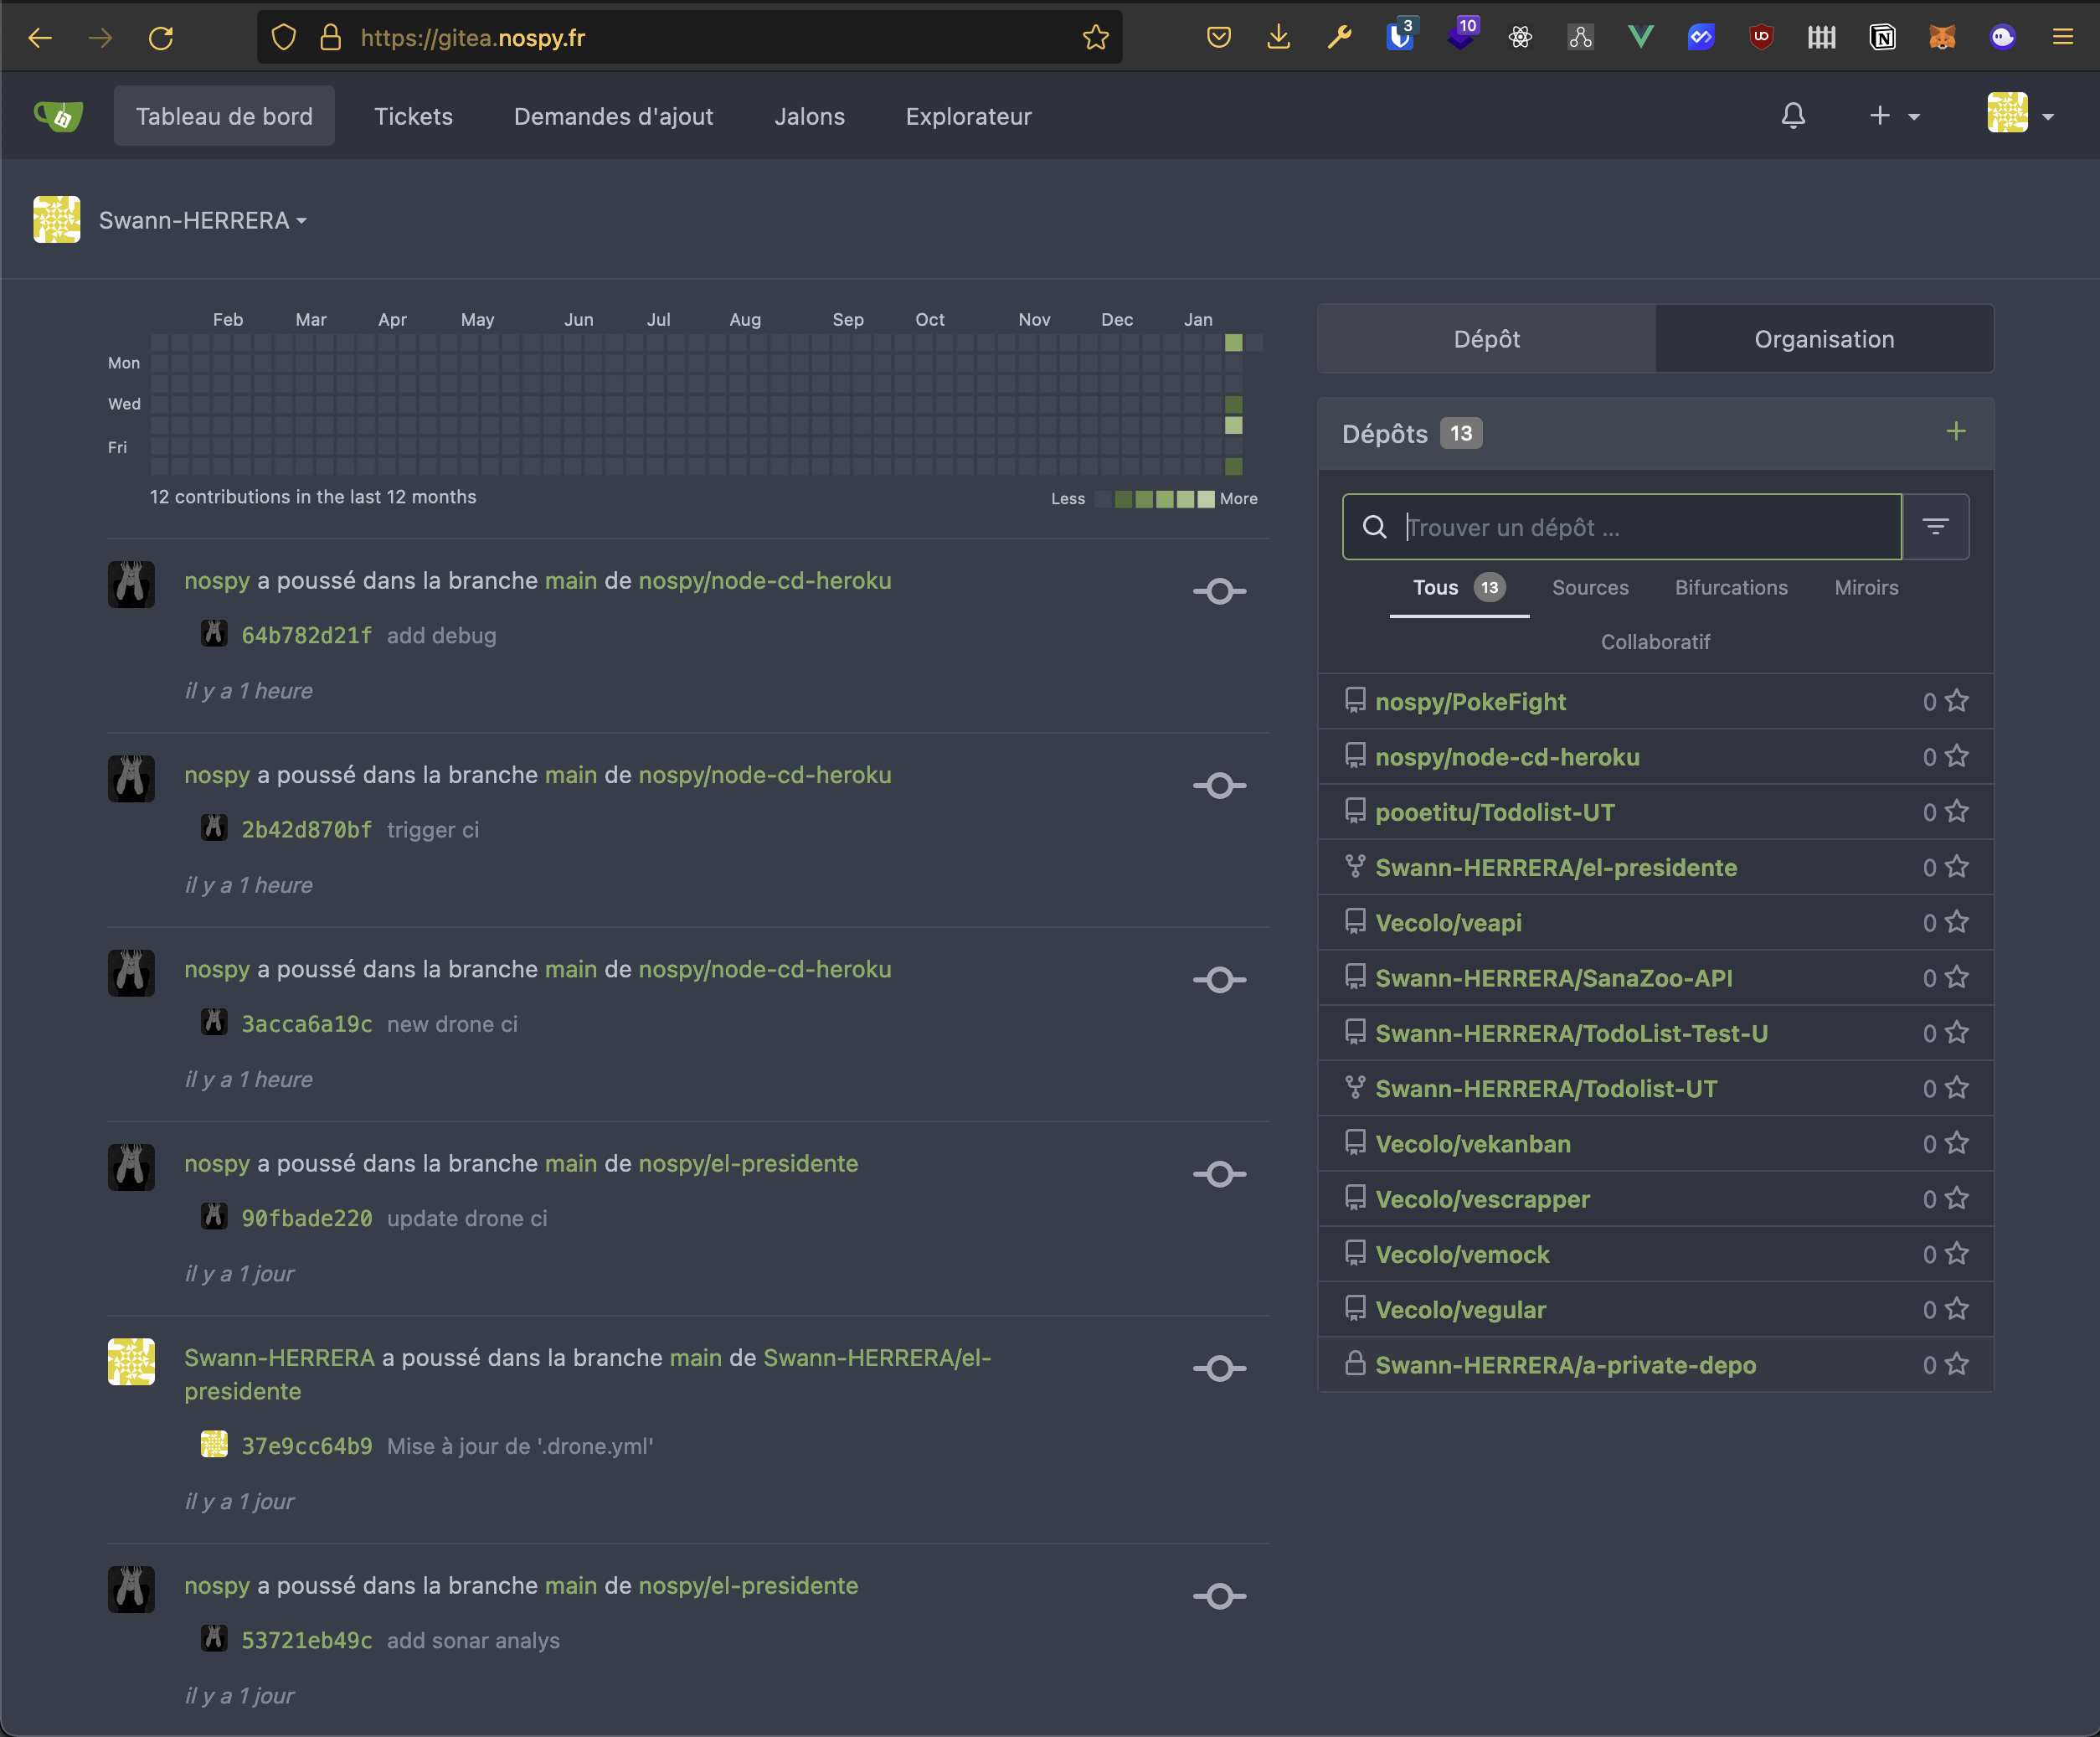 https://gitea.nospy.fr
3
10
Tableau de bord
Tickets
Demandes d'ajout
Jalons
Explorateur
Swann-HERRERA
Feb Mar Apr May Jun Jul Aug Sep Oct Nov Dec Jan
Mon
Wed
Fri
12 contributions in the last 12 months
Less More
nospy a poussé dans la branche main de nospy/node-cd-heroku
64b782d21f add debug
il y a 1 heure
nospy a poussé dans la branche main de nospy/node-cd-heroku
2b42d870bf trigger ci
il y a 1 heure
nospy a poussé dans la branche main de nospy/node-cd-heroku
3acca6a19c new drone ci
il y a 1 heure
nospy a poussé dans la branche main de nospy/el-presidente
90fbade220 update drone ci
il y a 1 jour
Swann-HERRERA a poussé dans la branche main de Swann-HERRERA/el-
presidente
37e9cc64b9 Mise à jour de '.drone.yml'
il y a 1 jour
nospy a poussé dans la branche main de nospy/el-presidente
53721eb49c add sonar analys
il y a 1 jour
Dépôt
Organisation
Dépôts 13
Trouver un dépôt ...
Tous 13 Sources Bifurcations Miroirs
Collaboratif
nospy/PokeFight 0
nospy/node-cd-heroku 0
pooetitu/Todolist-UT 0
Swann-HERRERA/el-presidente 0
Vecolo/veapi 0
Swann-HERRERA/SanaZoo-API 0
Swann-HERRERA/TodoList-Test-U 0
Swann-HERRERA/Todolist-UT 0
Vecolo/vekanban 0
Vecolo/vescrapper 0
Vecolo/vemock 0
Vecolo/vegular 0
Swann-HERRERA/a-private-depo 0